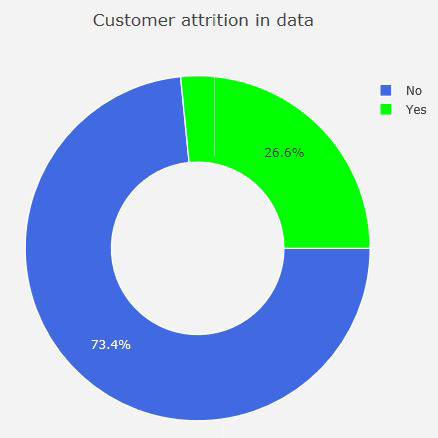 Customer attrition in data
No
Yes
26.6%
73.4%